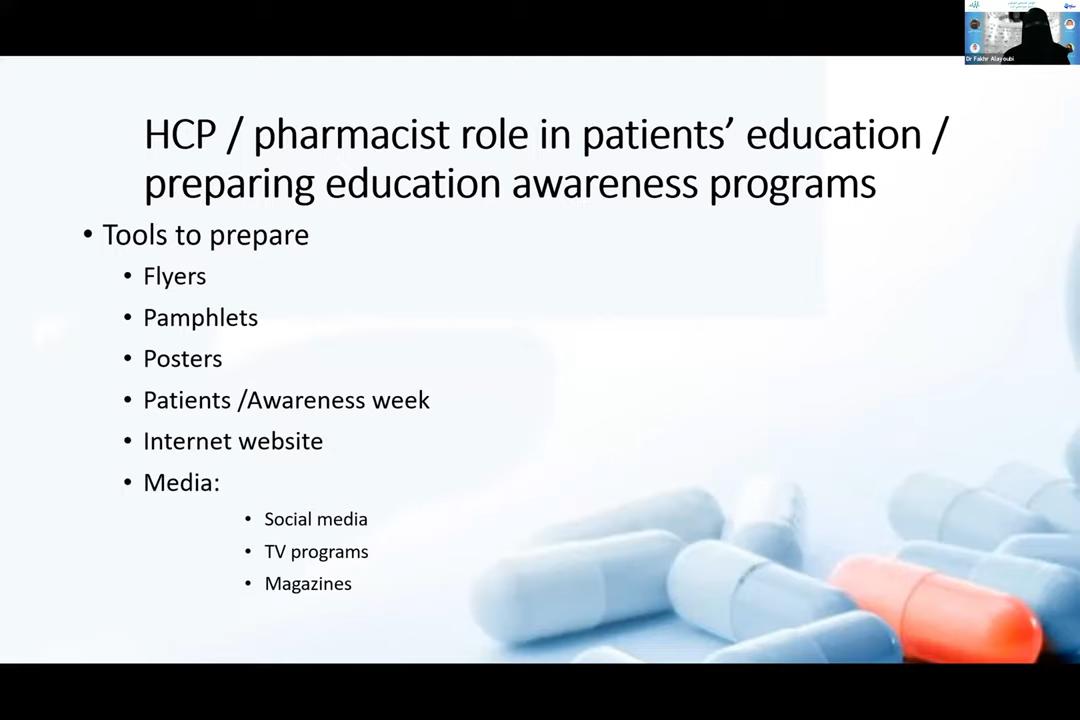 HCP / pharmacist role in patients’ education /
preparing education awareness programs
• Tools to prepare
• Flyers
• Pamphlets
• Posters
• Patients /Awareness week
• Internet website
• Media:
• Social media
• TV programs
• Magazines
Dr Fakhr Alayoubi